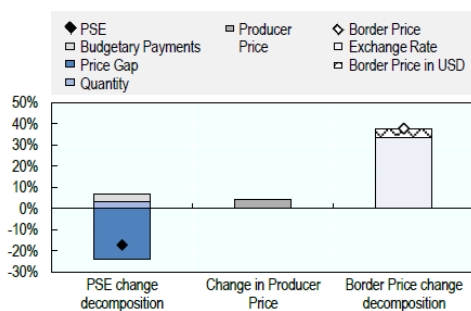 PSE
Budgetary Payments
Price Gap
Quantity
Producer
Price
Border Price
Exchange Rate
Border Price in USD
50%
40%
30%
20%
10%
0%
-10%
-20%
-30%
PSE change
decomposition
Change in Producer
Price
Border Price change
decomposition